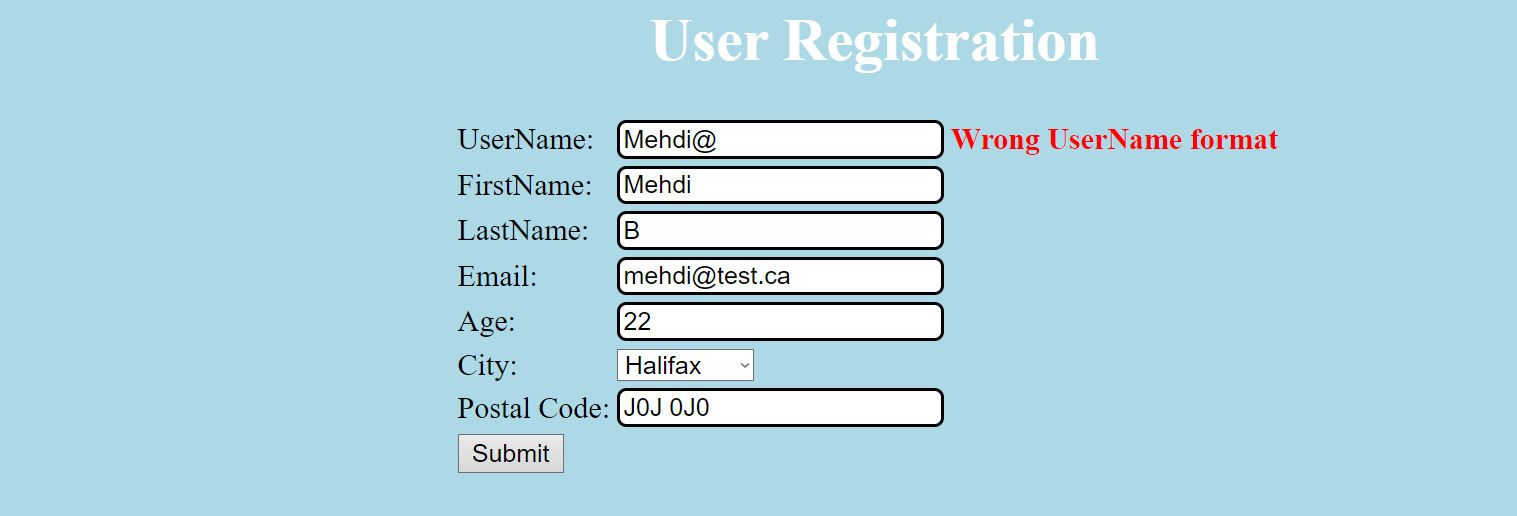 User Registration
UserName: Mehdi@ Wrong UserName format
FirstName: Mehdi
LastName: B
Email: mehdi@test.ca
Age: 22
City: Halifax
Postal Code: J0J 0J0
Submit